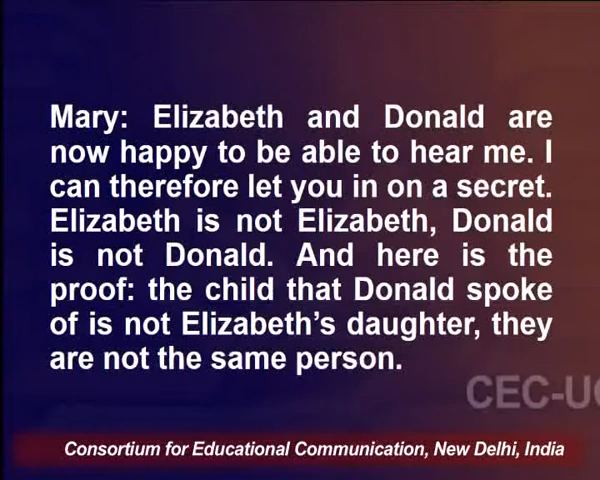 Mary: Elizabeth and Donald are
now happy to be able to hear me. I
can therefore let you in on a secret.
Elizabeth is not Elizabeth, Donald
is not Donald. And here is the
proof: the child that Donald spoke
of is not Elizabeth's daughter, they
are not the same person.
CEC-U
Consortium for Educational Communication, New Delhi, India